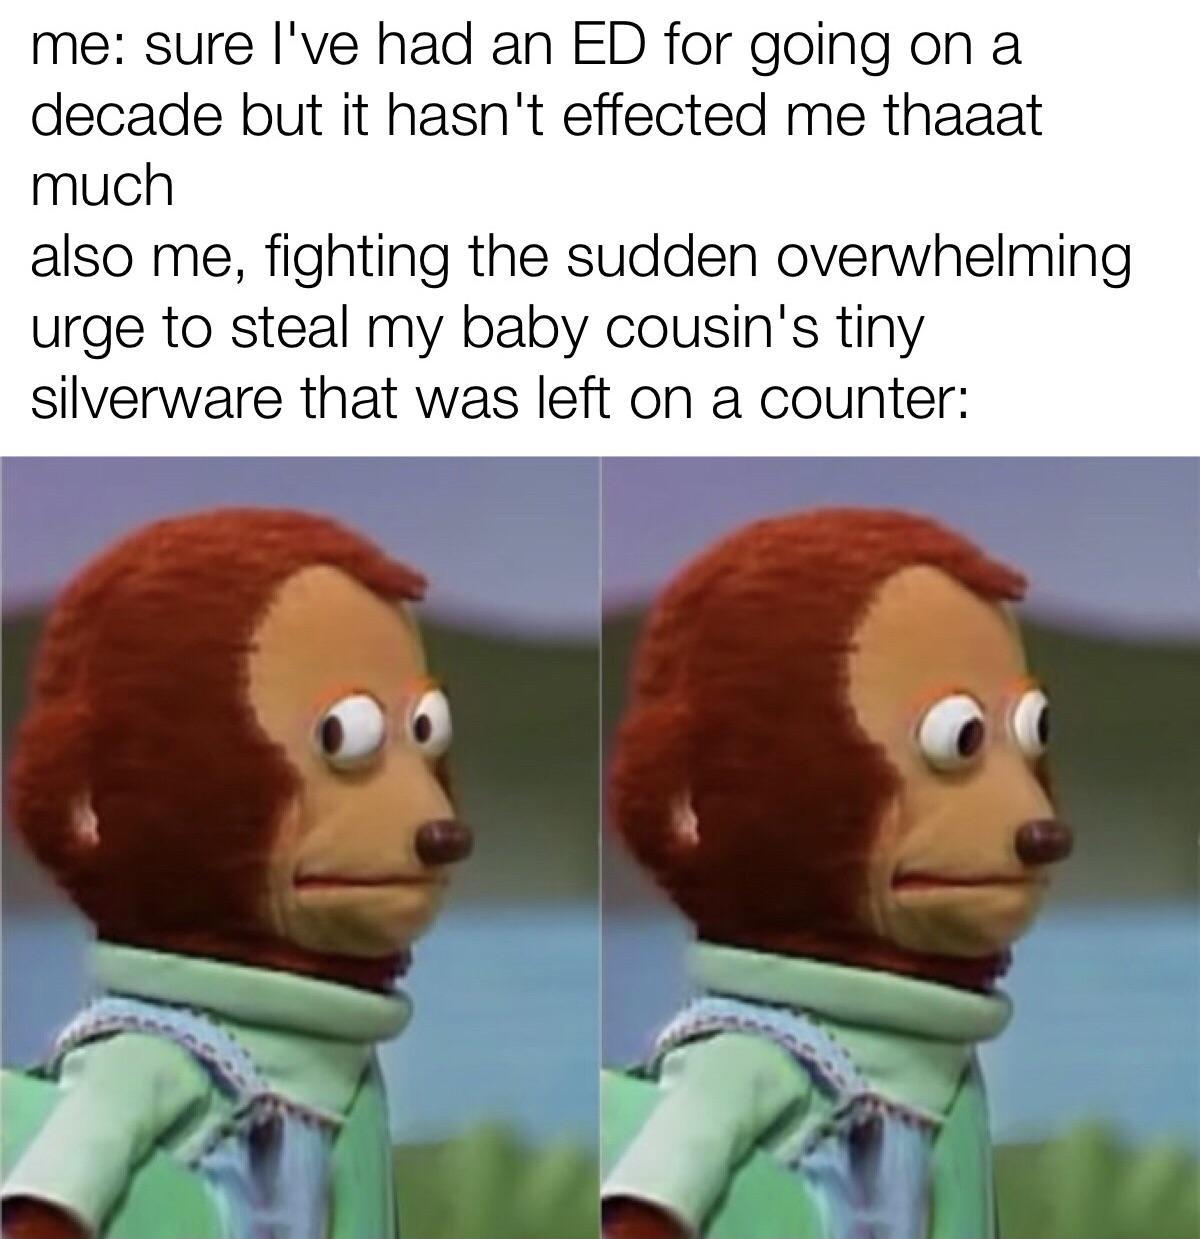 me: sure I've had an ED for going on a
decade but it hasn't effected me thaaat
much
also me, fighting the sudden overwhelming
urge to steal my baby cousin's tiny
silverware that was left on a counter: